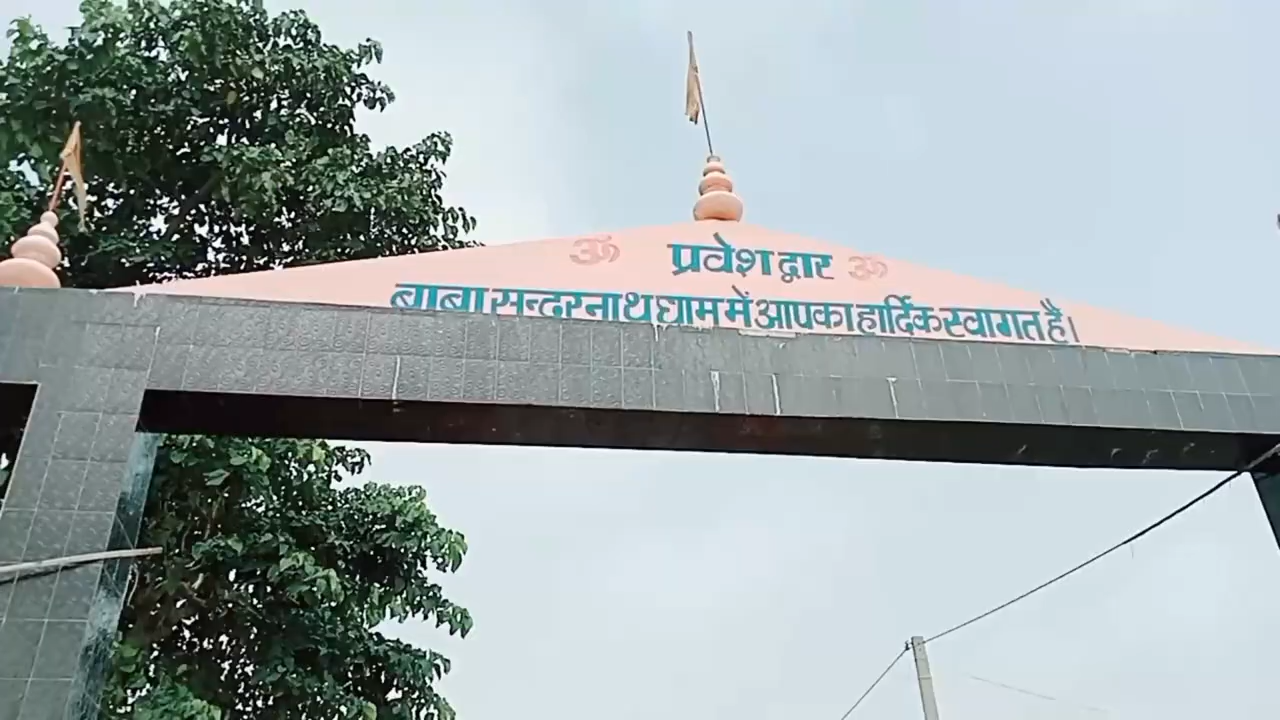 ॐ प्रवेश द्वार ॐ
बाबा सुन्दरनाथ धाम में आपका हार्दिक स्वागत है।